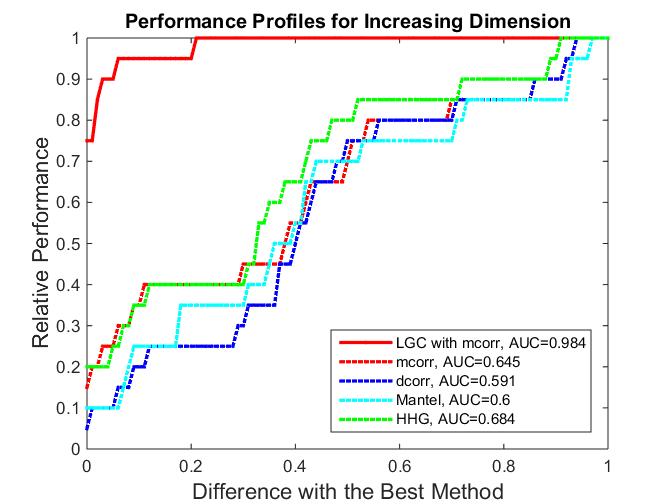 Performance Profiles for Increasing Dimension
1
0.9
0.8
0.7
0.6
0.5
0.4
0.3
0.2
0.1
0
Relative Performance
LGC with mcorr, AUC=0.984
mcorr, AUC=0.645
dcorr, AUC=0.591
Mantel, AUC=0.6
HHG, AUC=0.684
0 0.2 0.4 0.6 0.8 1
Difference with the Best Method